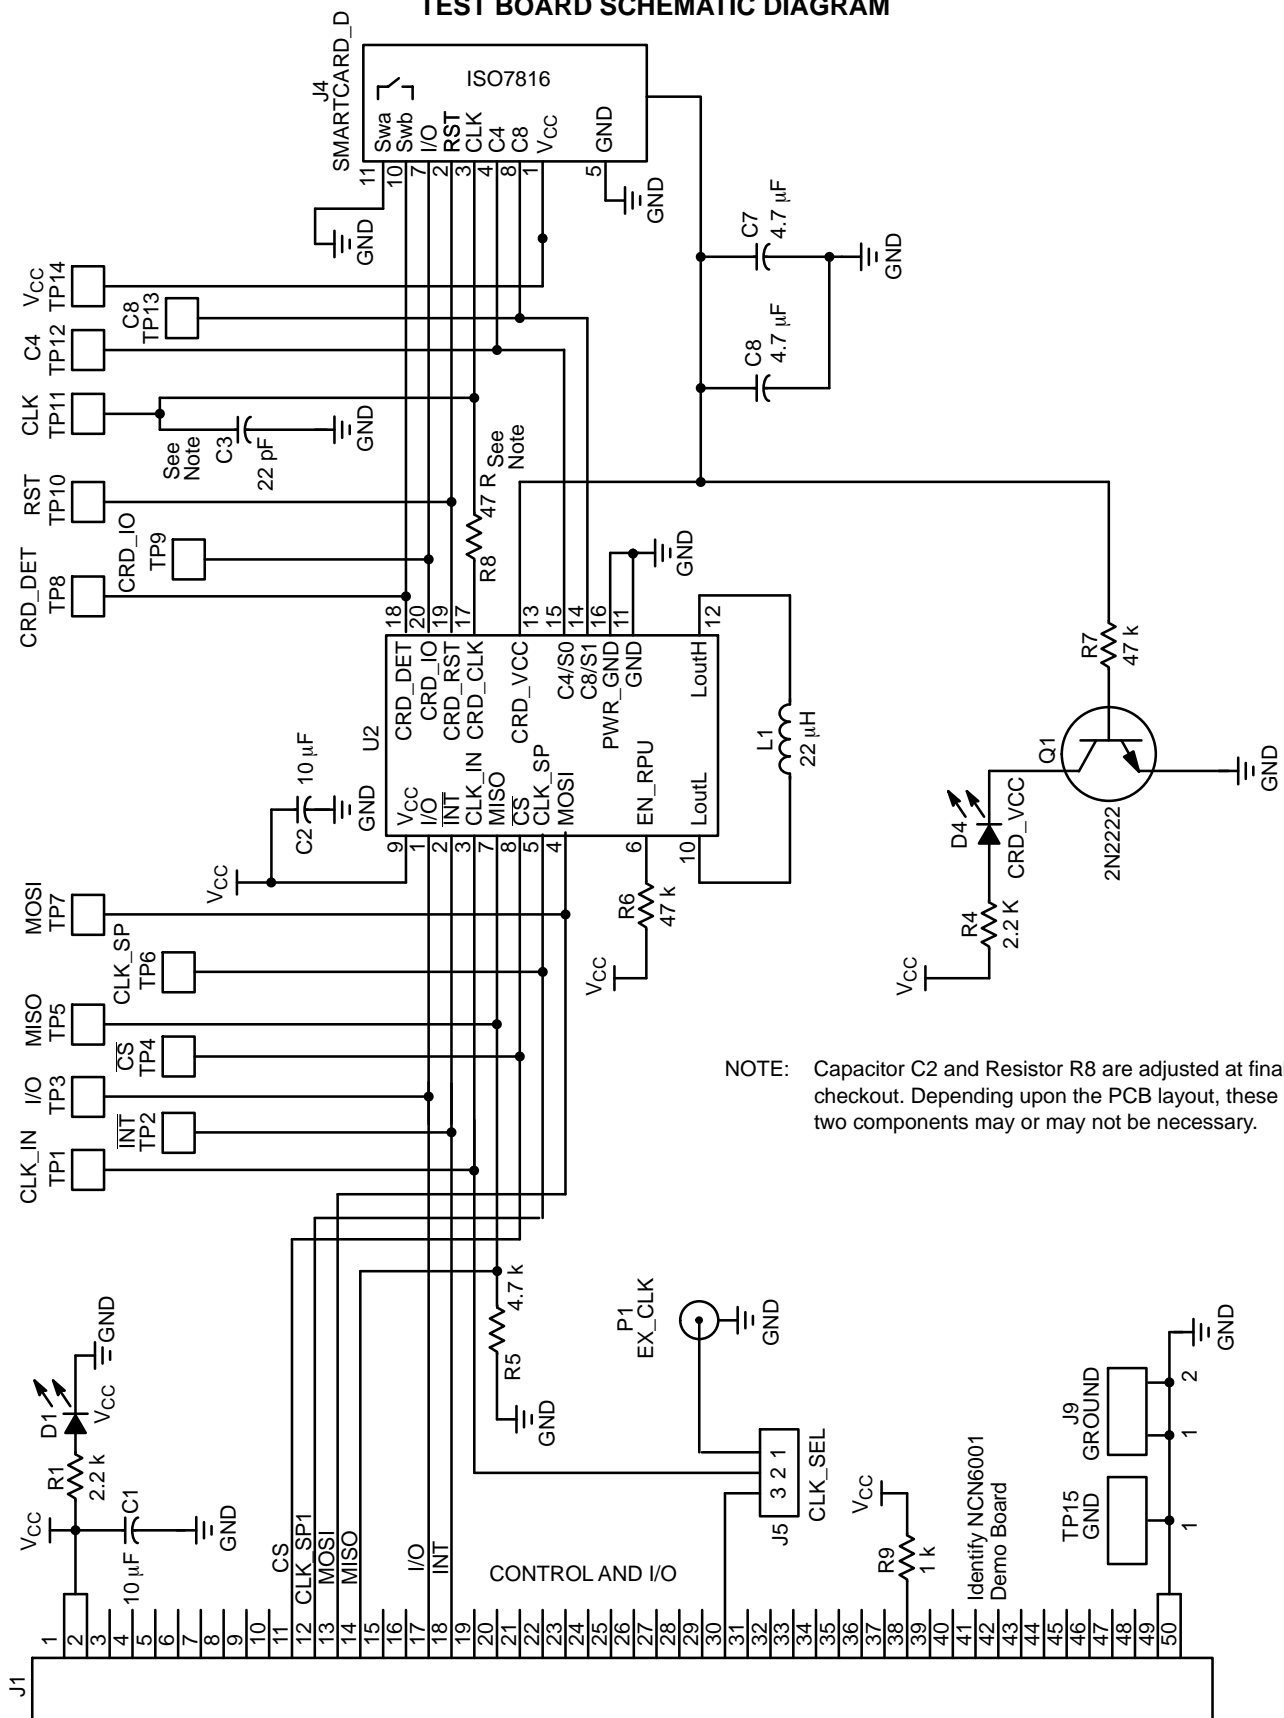 TEST BOARD SCHEMATIC DIAGRAM
J4
SMARTCARD_D
ISO7816
Swa
Swb
I/O
RST
CLK
C4
C8
VCC
GND
11
10
7
2
3
4
8
1
5
GND
GND
VCC
TP14
C8
TP13
C4
TP12
CLK
TP11
RST
TP10
CRD_IO
TP9
CRD_DET
TP8
See
Note
C3
22 pF
GND
R8
47 R
See
Note
C7
4.7 µF
C8
4.7 µF
GND
U2
18
20
19
17
13
15
14
16
11
12
CRD_DET
CRD_IO
CRD_RST
CRD_CLK
CRD_VCC
C4/S0
C8/S1
PWR_GND
GND
LoutH
VCC
I/O
INT
CLK_IN
MISO
CS
CLK_SP
MOSI
EN_RPU
LoutL
9
1
2
3
7
8
5
4
6
10
GND
L1
22 µH
C2
10 µF
GND
VCC
R6
47 k
VCC
R7
47 k
Q1
2N2222
GND
D4
CRD_VCC
R4
2.2 K
VCC
MOSI
TP7
CLK_SP
TP6
MISO
TP5
CS
TP4
I/O
TP3
INT
TP2
CLK_IN
TP1
NOTE: Capacitor C2 and Resistor R8 are adjusted at final
checkout. Depending upon the PCB layout, these
two components may or may not be necessary.
R5
4.7 k
GND
P1
EX_CLK
GND
J5
3 2 1
CLK_SEL
D1
VCC
GND
R1
2.2 k
VCC
C1
10 µF
GND
CS
CLK_SP1
MOSI
MISO
I/O
INT
CONTROL AND I/O
VCC
R9
1 k
Identify NCN6001
Demo Board
TP15
GND
1
J9
GROUND
1
2
GND
J1
1
2
3
4
5
6
7
8
9
10
11
12
13
14
15
16
17
18
19
20
21
22
23
24
25
26
27
28
29
30
31
32
33
34
35
36
37
38
39
40
41
42
43
44
45
46
47
48
49
50